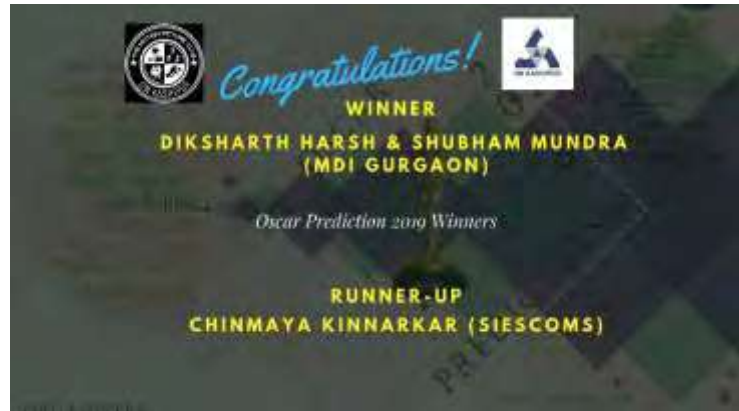 Congratulations!
WINNER
DIKSHARTH HARSH & SHUBHAM MUNDRA
(MDI GURGAON)
Oscar Prediction 2019 Winners
RUNNER-UP
CHINMAYA KINNARKAR (SIESCOMS)